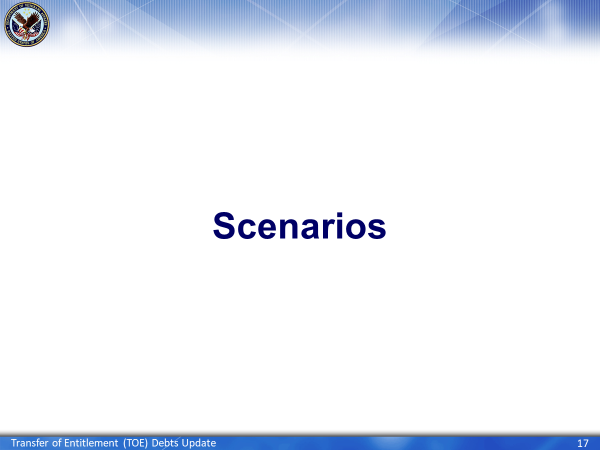 Scenarios
Transfer of Entitlement (TOE) Debts Update
17